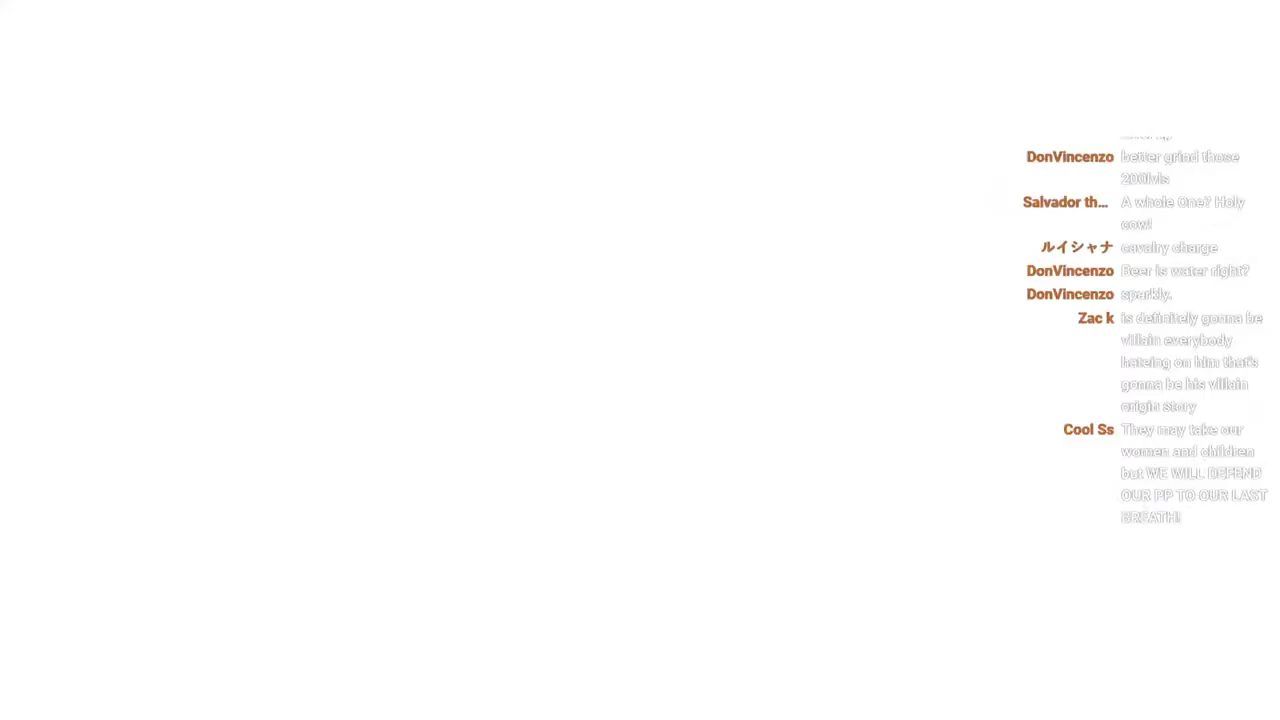 DonVincenzo better grind those
200lvls
Salvador th... A whole One? Holy
cow!
ルイシャナ cavalry charge
DonVincenzo Beer is water right?
DonVincenzo sparkly.
Zac k is definitely gonna be
villain everybody
hateing on him that's
gonna be his villain
origin story
Cool Ss They may take our
women and children
but WE WILL DEFEND
OUR PP TO OUR LAST
BREATH!